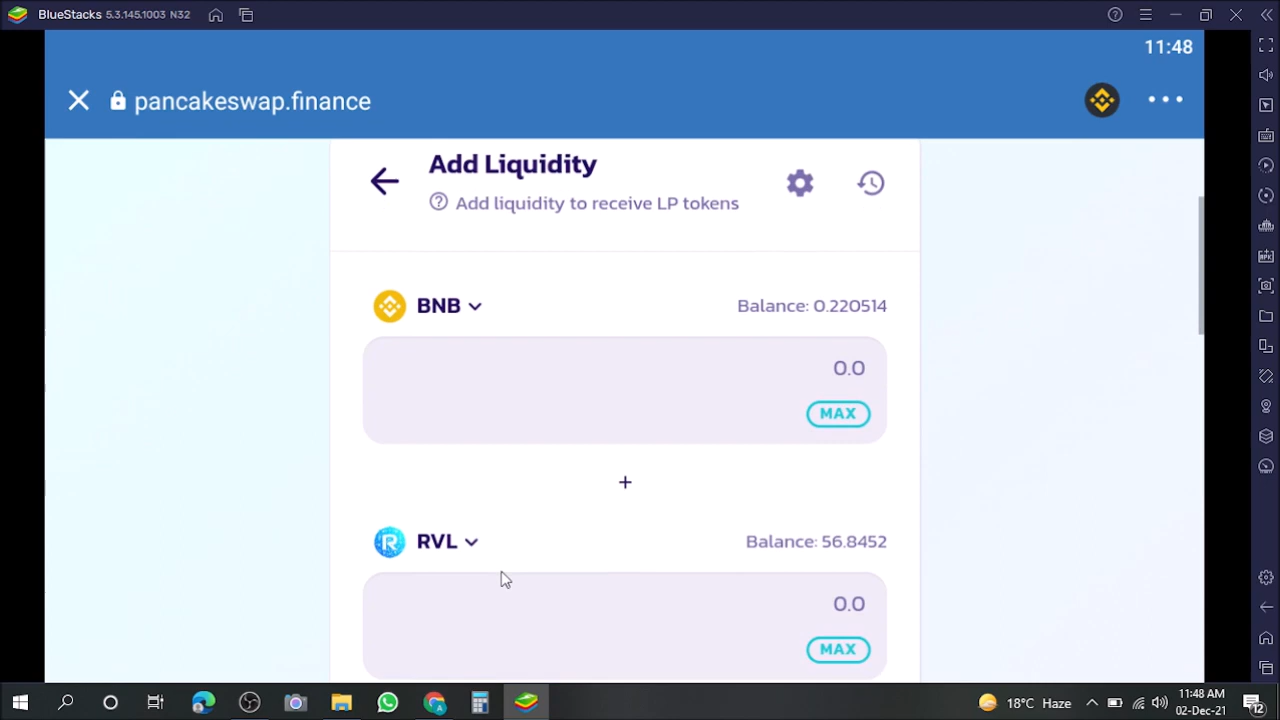 BlueStacks 5.3.145.1003 N32
11:48
pancakeswap.finance
Add Liquidity
Add liquidity to receive LP tokens
BNB
Balance: 0.220514
0.0
MAX
+
RVL
Balance: 56.8452
0.0
MAX
18°C Haze
11:48 AM
02-Dec-21
12